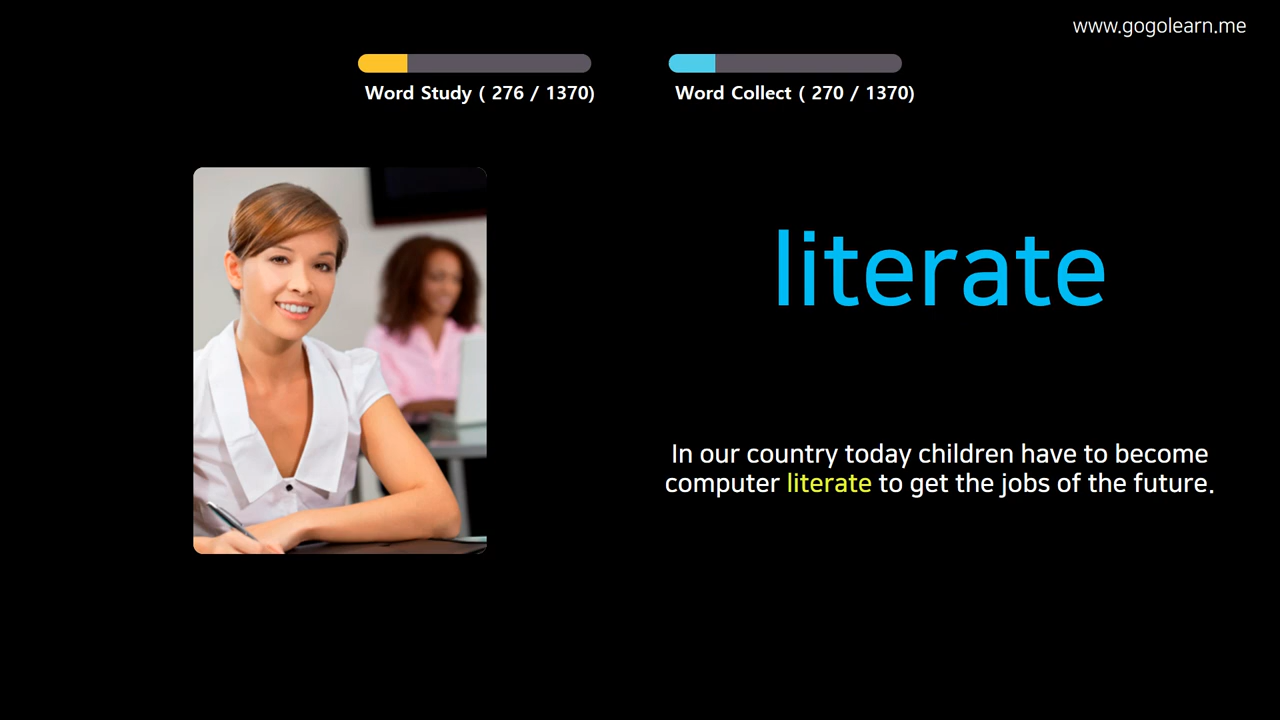 www.gogolearn.me
Word Study ( 276 / 1370)
Word Collect ( 270 / 1370)
literate
In our country today children have to become
computer literate to get the jobs of the future.